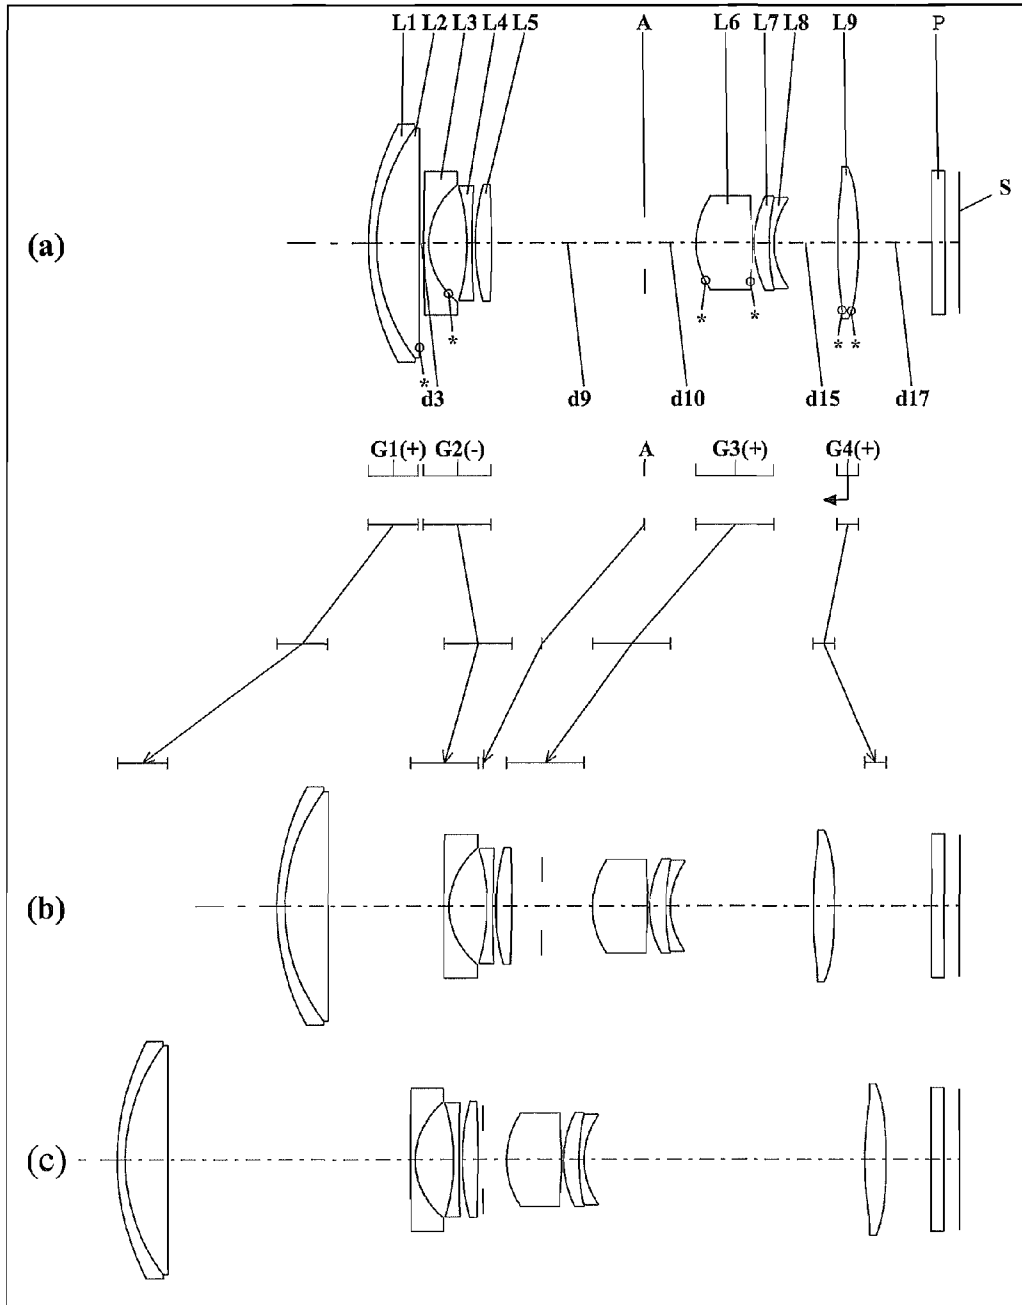 L1 L2 L3 L4 L5 A L6 L7 L8 L9 P
S
(a)
* * * * * *
d3 d9 d10 d15 d17
G1(+) G2(-) A G3(+) G4(+)
(b)
(c)